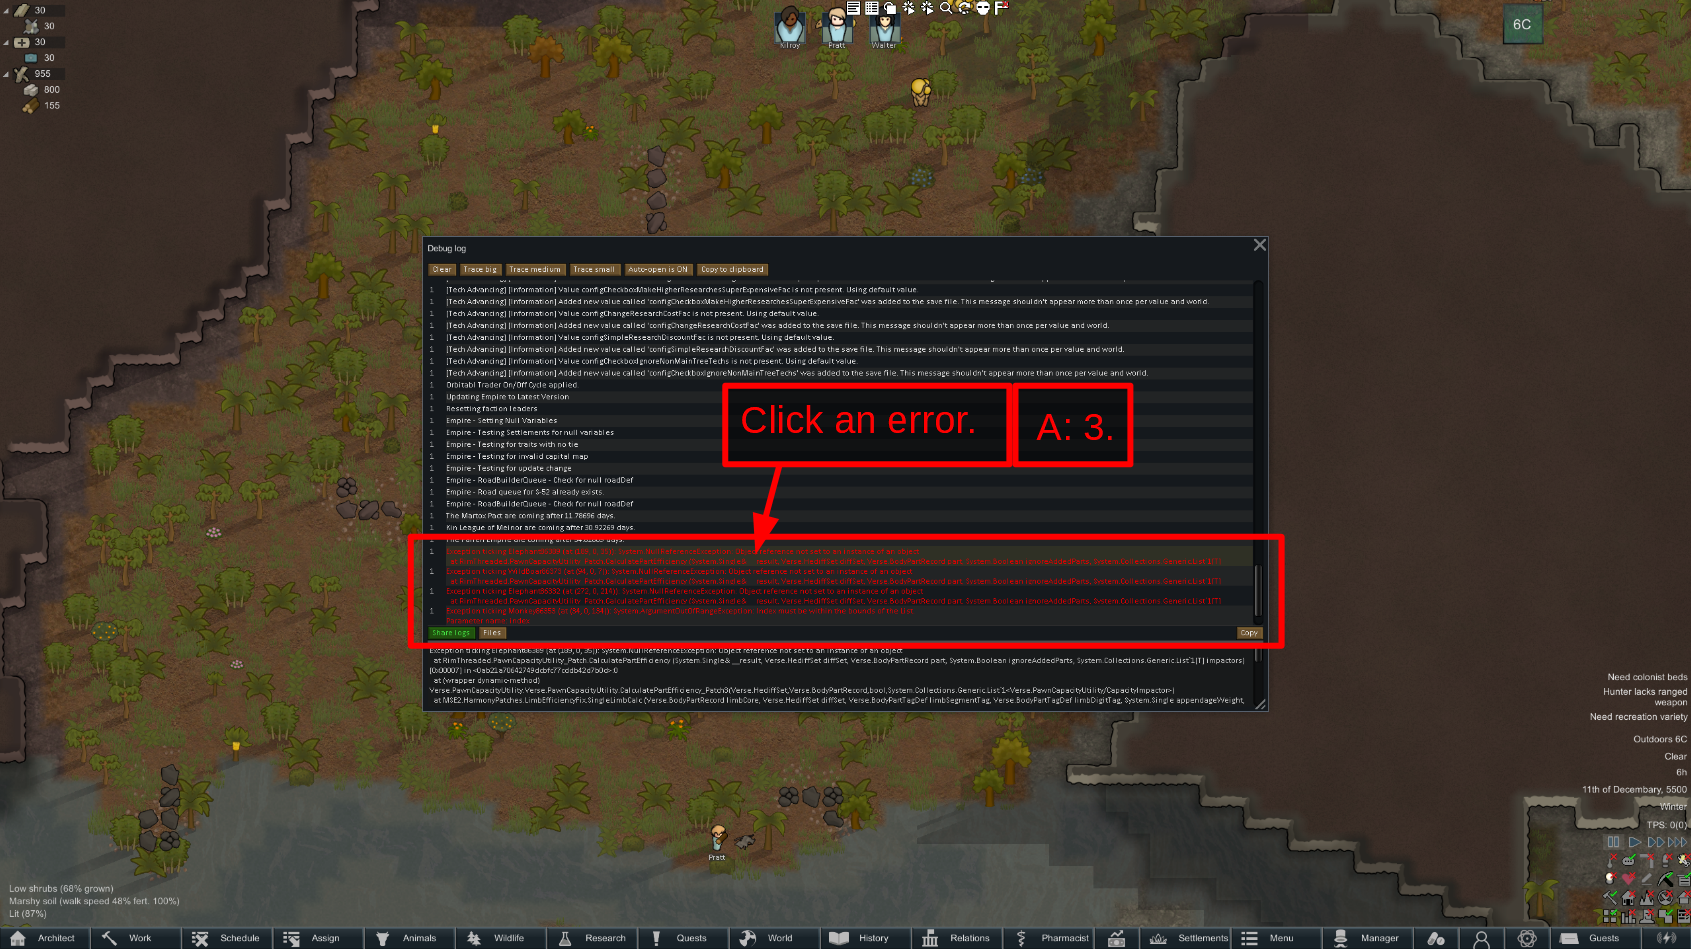 30
30
30
30
955
800
155
Kilroy
Pratt
Walter
6C
Debug log
Clear
Trace big
Trace medium
Trace small
Auto-open is ON
Copy to clipboard
1 [Tech Advancing] [Information] Value configCheckboxMakeHigherResearchesSuperExpensiveFac is not present. Using default value.
1 [Tech Advancing] [Information] Added new value called 'configCheckboxMakeHigherResearchesSuperExpensiveFac' was added to the save file. This message shouldn't appear more than once per value and world.
1 [Tech Advancing] [Information] Value configChangeResearchCostFac is not present. Using default value.
1 [Tech Advancing] [Information] Added new value called 'configChangeResearchCostFac' was added to the save file. This message shouldn't appear more than once per value and world.
1 [Tech Advancing] [Information] Value configSimpleResearchDiscountFac is not present. Using default value.
1 [Tech Advancing] [Information] Added new value called 'configSimpleResearchDiscountFac' was added to the save file. This message shouldn't appear more than once per value and world.
1 [Tech Advancing] [Information] Value configCheckboxIgnoreNonMainTreeTechs is not present. Using default value.
1 [Tech Advancing] [Information] Added new value called 'configCheckboxIgnoreNonMainTreeTechs' was added to the save file. This message shouldn't appear more than once per value and world.
1 Orbitabl Trader On/Off Cycle applied.
1 Updating Empire to Latest Version
1 Resetting faction leaders
1 Empire - Setting Null Variables
1 Empire - Testing Settlements for null variables
1 Empire - Testing for traits with no tie
1 Empire - Testing for invalid capital map
1 Empire - Testing for update change
1 Empire - RoadBuilderQueue - Check for null roadDef
1 Empire - Road queue for S-52 already exists.
1 Empire - RoadBuilderQueue - Check for null roadDef
1 The Martox Pact are coming after 11.78696 days.
1 Kin League of Meinor are coming after 30.92269 days.
Click an error.
A: 3.
1 Exception ticking Elephant86369 (at (189, 0, 35)): System.NullReferenceException: Object reference not set to an instance of an object
at RimThreaded.PawnCapacityUtility_Patch.CalculatePartEfficiency (System.Single& __result, Verse.HediffSet diffSet, Verse.BodyPartRecord part, System.Boolean ignoreAddedParts, System.Collections.Generic.List`1[T]
1 Exception ticking WildBoar86373 (at (94, 0, 7)): System.NullReferenceException: Object reference not set to an instance of an object
at RimThreaded.PawnCapacityUtility_Patch.CalculatePartEfficiency (System.Single& __result, Verse.HediffSet diffSet, Verse.BodyPartRecord part, System.Boolean ignoreAddedParts, System.Collections.Generic.List`1[T]
1 Exception ticking Elephant86332 (at (272, 0, 214)): System.NullReferenceException: Object reference not set to an instance of an object
at RimThreaded.PawnCapacityUtility_Patch.CalculatePartEfficiency (System.Single& __result, Verse.HediffSet diffSet, Verse.BodyPartRecord part, System.Boolean ignoreAddedParts, System.Collections.Generic.List`1[T]
1 Exception ticking System.ArgumentOutOfRangeException: Index must be within the bounds of the List
Parameter name: index
Share logs
Files
Copy
Exception ticking Elephant86369 (at (189, 0, 35)): System.NullReferenceException: Object reference not set to an instance of an object
at RimThreaded.PawnCapacityUtility_Patch.CalculatePartEfficiency (System.Single& __result, Verse.HediffSet diffSet, Verse.BodyPartRecord part, System.Boolean ignoreAddedParts, System.Collections.Generic.List`1[T] impactors)
[0x00007] in <0ab21a70642749debfc77cddb42d7b0d>:0
at (wrapper dynamic-method)
Verse.PawnCapacityUtility.Verse.PawnCapacityUtility.CalculatePartEfficiency_Patch3(Verse.HediffSet,Verse.BodyPartRecord,bool,System.Collections.Generic.List`1<Verse.PawnCapacityUtility/CapacityImpactor>)
at MSE2.HarmonyPatches.LimbEfficiencyFix.SingleLimbCalc (Verse.BodyPartRecord limbCore, Verse.HediffSet diffSet, Verse.BodyPartTagDef limbSegmentTag, Verse.BodyPartTagDef limbDigitTag, System.Single appendageWeight,
Need colonist beds
Hunter lacks ranged
weapon
Need recreation variety
Outdoors 6C
Clear
6h
11th of Decembary, 5500
Winter
TPS: 0(0)
Pratt
Low shrubs (68% grown)
Marshy soil (walk speed 48% fert. 100%)
Lit (87%)
Architect
Work
Schedule
Assign
Animals
Wildlife
Research
Quests
World
History
Relations
Pharmacist
Settlements
Menu
Manager
Guests